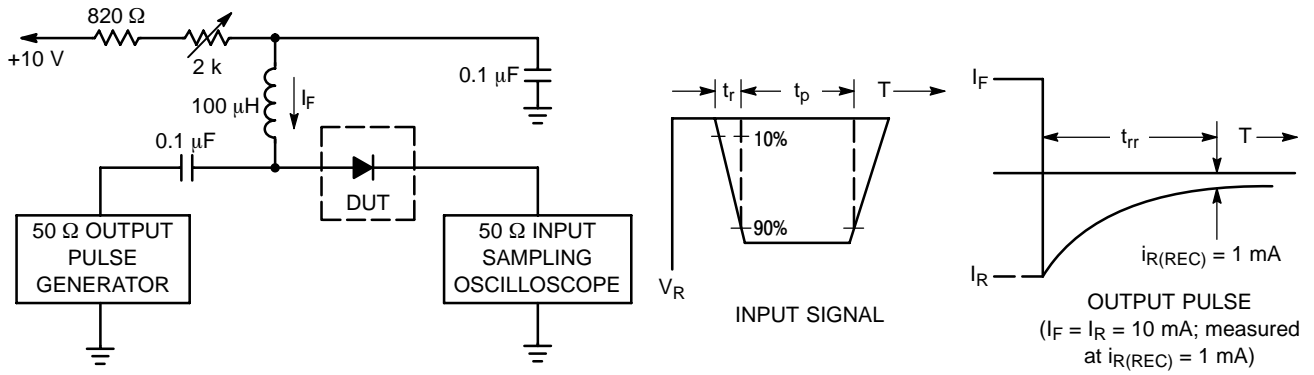 820 Ω
+10 V
2 k
100 μH
I_F
0.1 μF
0.1 μF
DUT
50 Ω OUTPUT
PULSE
GENERATOR
50 Ω INPUT
SAMPLING
OSCILLOSCOPE
t_r
t_p
T
10%
90%
V_R
INPUT SIGNAL
I_F
t_rr
T
i_R(REC) = 1 mA
I_R
OUTPUT PULSE
(I_F = I_R = 10 mA; measured
at i_R(REC) = 1 mA)